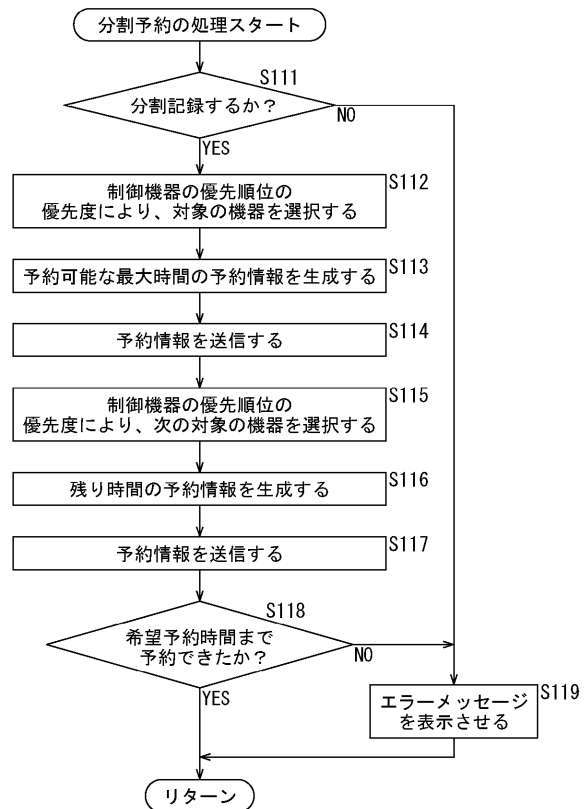 分割予約の処理スタート
S111
分割記録するか？
NO
YES
S112
制御機器の優先順位の
優先度により、対象の機器を選択する
S113
予約可能な最大時間の予約情報を生成する
S114
予約情報を送信する
S115
制御機器の優先順位の
優先度により、次の対象の機器を選択する
S116
残り時間の予約情報を生成する
S117
予約情報を送信する
S118
希望予約時間まで
予約できたか？
NO
YES
S119
エラーメッセージ
を表示させる
リターン